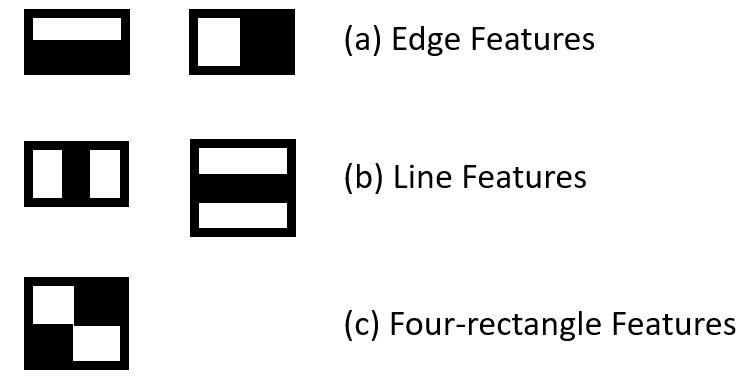 (a) Edge Features
(b) Line Features
(c) Four-rectangle Features